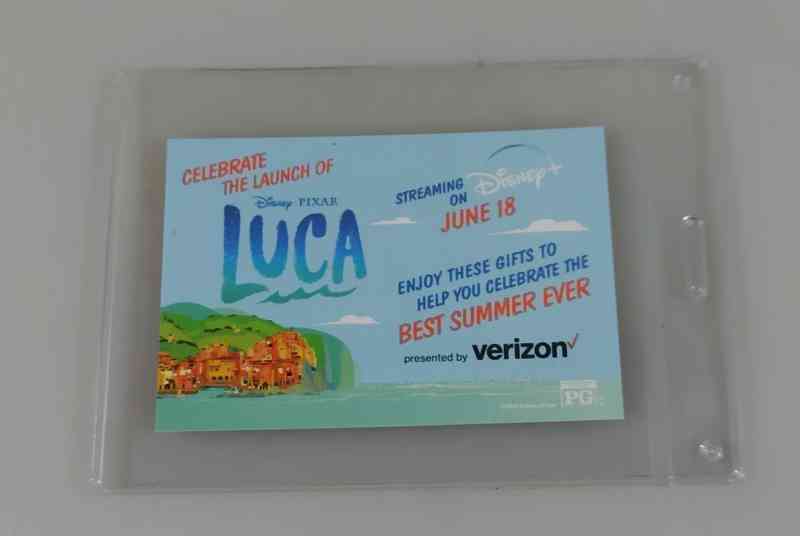 CELEBRATE
THE LAUNCH OF
Disney PIXAR
LUCA
STREAMING
ON
Disney+
JUNE 18
ENJOY THESE GIFTS TO
HELP YOU CELEBRATE THE
BEST SUMMER EVER
presented by verizon
PG